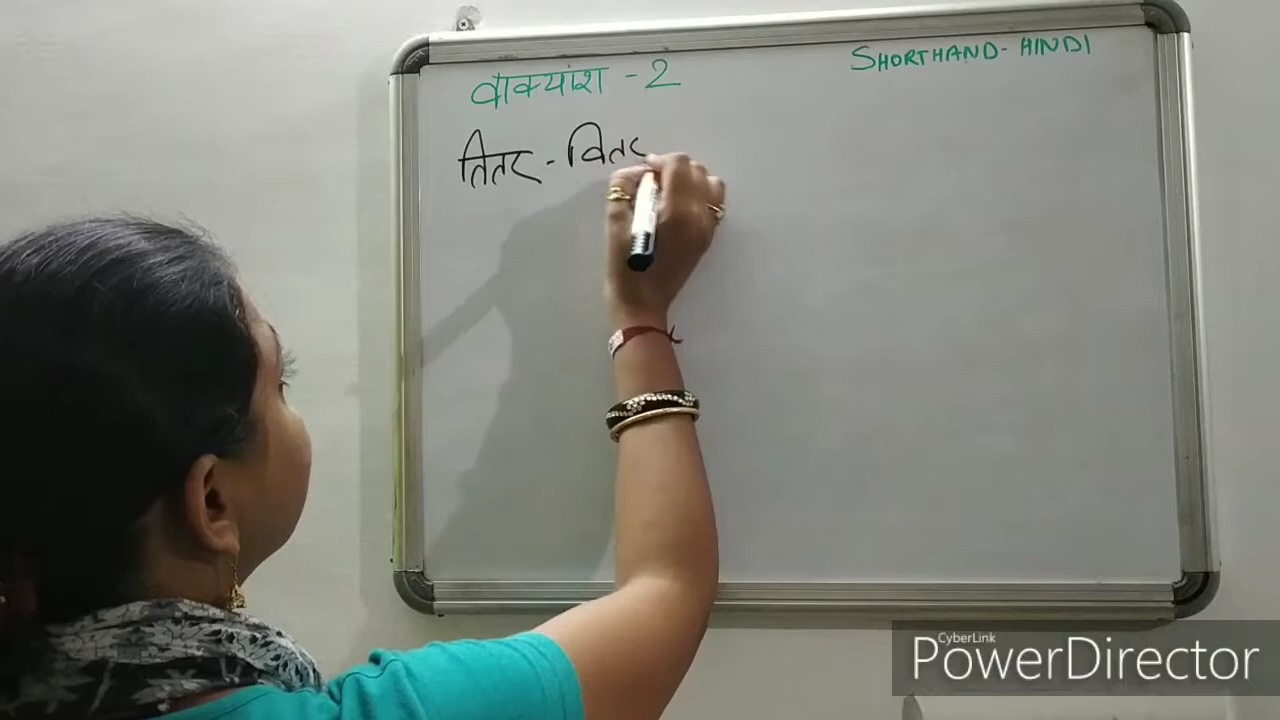 वाक्यांश - 2
SHORTHAND - HINDI
तितर - वितर
CyberLink
PowerDirector